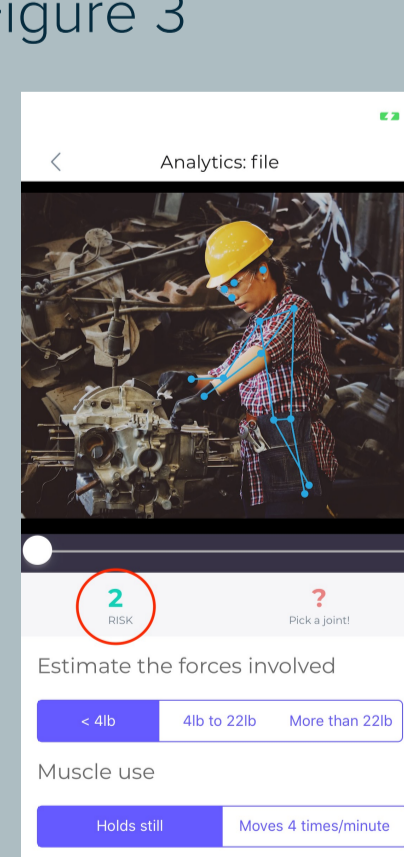 Figure 3
Analytics: file
2
?
RISK
Pick a joint!
Estimate the forces involved
< 4lb
4lb to 22lb
More than 22lb
Muscle use
Holds still
Moves 4 times/minute